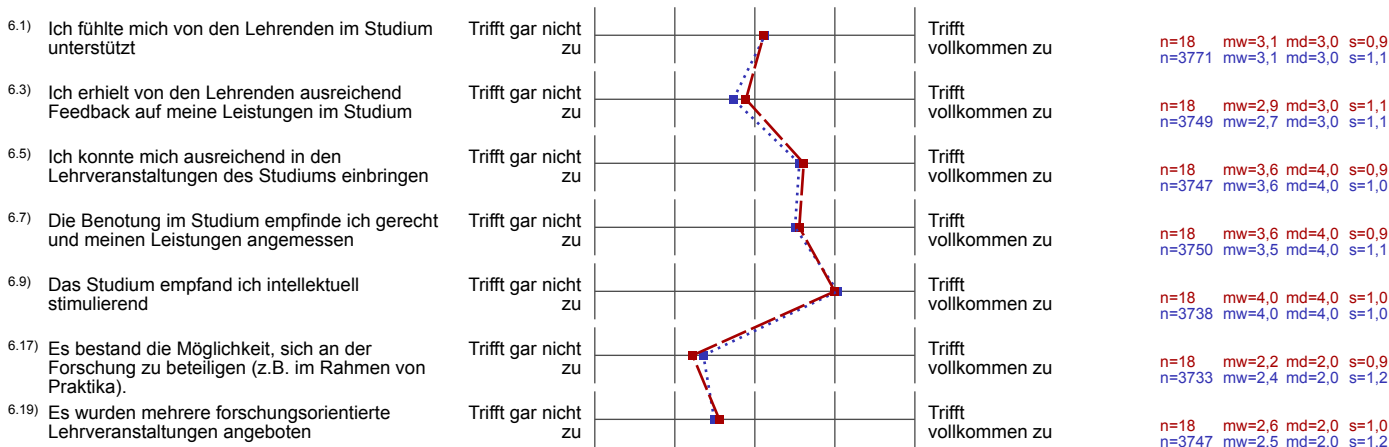 6.1) Ich fühlte mich von den Lehrenden im Studium
unterstützt
Trifft gar nicht
zu
Trifft
vollkommen zu
n=18 mw=3,1 md=3,0 s=0,9
n=3771 mw=3,1 md=3,0 s=1,1
6.3) Ich erhielt von den Lehrenden ausreichend
Feedback auf meine Leistungen im Studium
Trifft gar nicht
zu
Trifft
vollkommen zu
n=18 mw=2,9 md=3,0 s=1,1
n=3749 mw=2,7 md=3,0 s=1,1
6.5) Ich konnte mich ausreichend in den
Lehrveranstaltungen des Studiums einbringen
Trifft gar nicht
zu
Trifft
vollkommen zu
n=18 mw=3,6 md=4,0 s=0,9
n=3747 mw=3,6 md=4,0 s=1,0
6.7) Die Benotung im Studium empfinde ich gerecht
und meinen Leistungen angemessen
Trifft gar nicht
zu
Trifft
vollkommen zu
n=18 mw=3,6 md=4,0 s=0,9
n=3750 mw=3,5 md=4,0 s=1,1
6.9) Das Studium empfand ich intellektuell
stimulierend
Trifft gar nicht
zu
Trifft
vollkommen zu
n=18 mw=4,0 md=4,0 s=1,0
n=3738 mw=4,0 md=4,0 s=1,0
6.17) Es bestand die Möglichkeit, sich an der
Forschung zu beteiligen (z.B. im Rahmen von
Praktika).
Trifft gar nicht
zu
Trifft
vollkommen zu
n=18 mw=2,2 md=2,0 s=0,9
n=3733 mw=2,4 md=2,0 s=1,2
6.19) Es wurden mehrere forschungsorientierte
Lehrveranstaltungen angeboten
Trifft gar nicht
zu
Trifft
vollkommen zu
n=18 mw=2,6 md=2,0 s=1,0
n=3747 mw=2,5 md=2,0 s=1,2